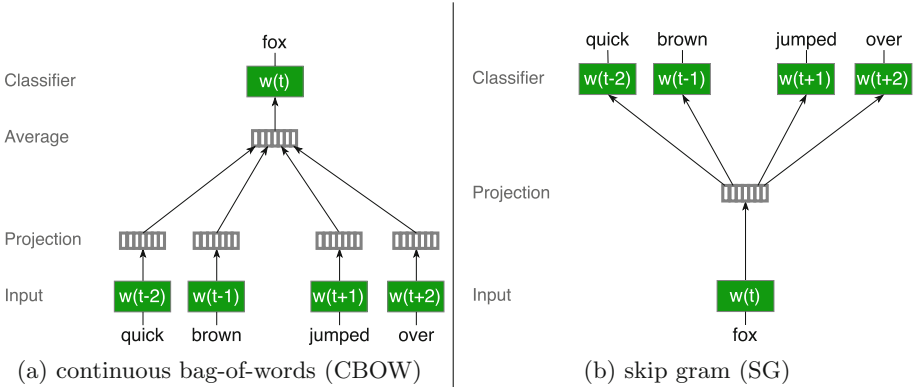 fox
Classifier
w(t)
Average
Projection
Input
w(t-2) w(t-1) w(t+1) w(t+2)
quick brown jumped over
(a) continuous bag-of-words (CBOW)
quick brown jumped over
Classifier
w(t-2) w(t-1) w(t+1) w(t+2)
Projection
Input
w(t)
fox
(b) skip gram (SG)